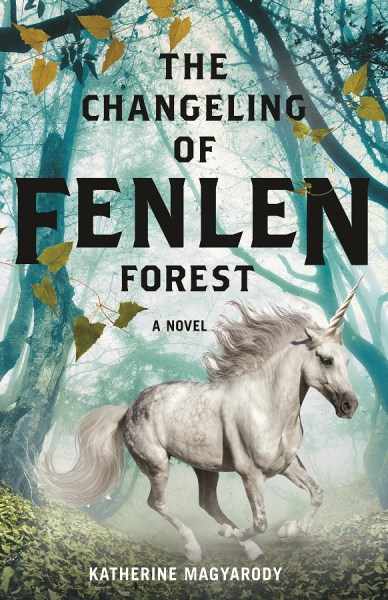 THE
CHANGELING
OF
FENLEN
FOREST
A NOVEL
KATHERINE MAGYARODY